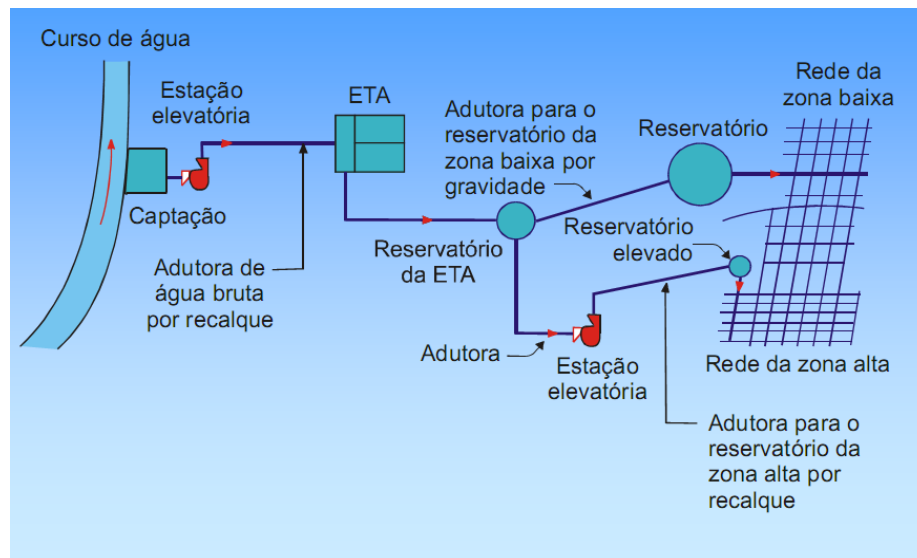 Curso de água
Estação
elevatória
ETA
Captação
Adutora de
água bruta
por recalque
Adutora para o
reservatório da
zona baixa por
gravidade
Reservatório
da ETA
Reservatório
Rede da
zona baixa
Reservatório
elevado
Adutora
Estação
elevatória
Rede da zona alta
Adutora para o
reservatório da
zona alta por
recalque